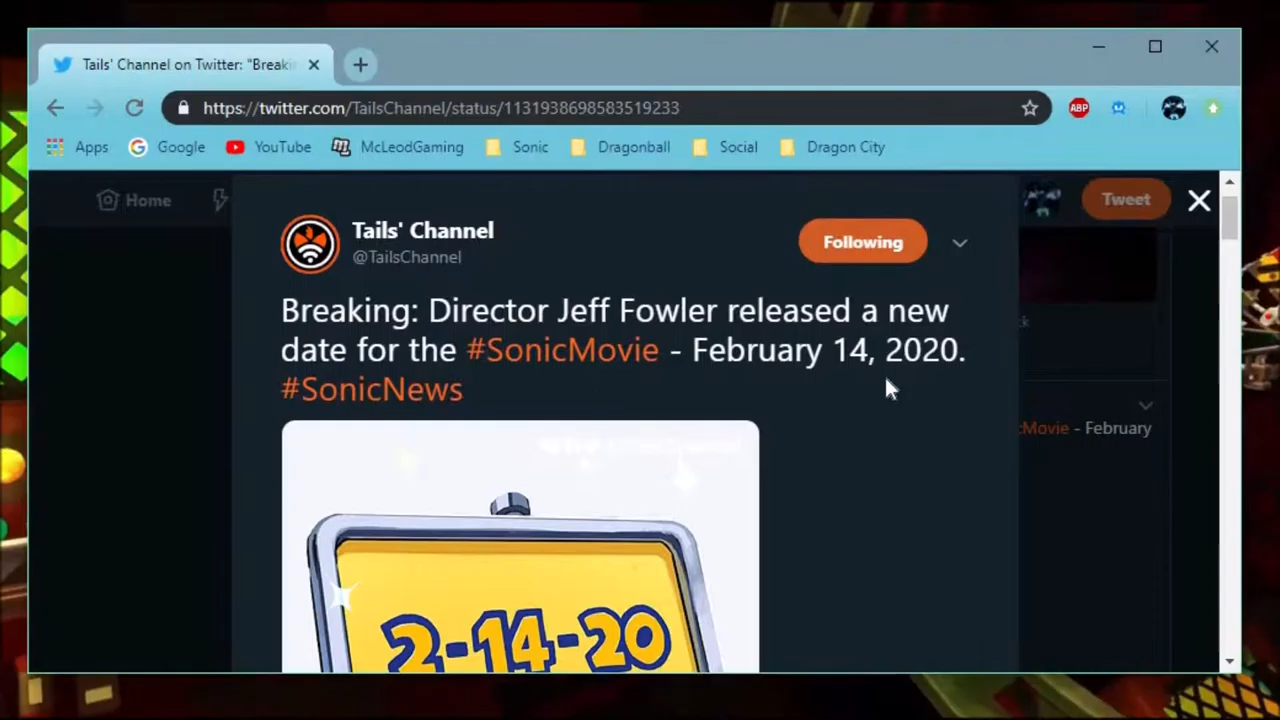 Tails' Channel on Twitter: "Breaki
https://twitter.com/TailsChannel/status/1131938698583519233
ABP
Apps Google YouTube McLeodGaming Sonic Dragonball Social Dragon City
Home
Tweet
Tails' Channel
@TailsChannel
Following
Breaking: Director Jeff Fowler released a new
date for the #SonicMovie - February 14, 2020.
#SonicNews
cMovie - February
2-14-20